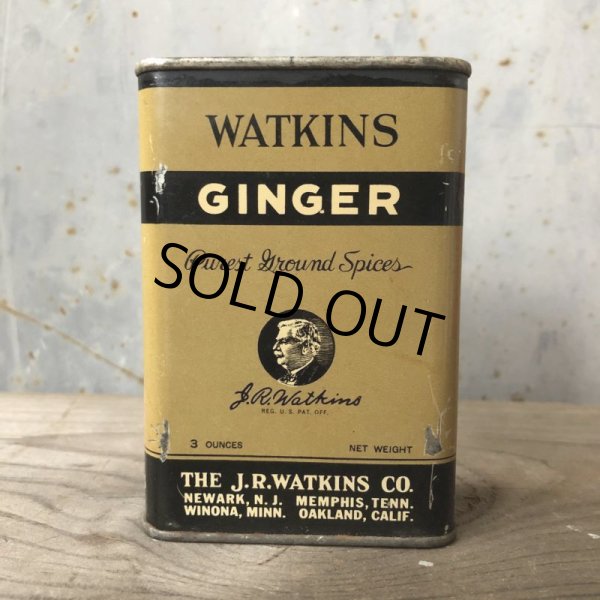 WATKINS
GINGER
Purest Ground Spices
SOLD OUT
J.R. Watkins
REG. U.S. PAT. OFF.
3 OUNCES NET WEIGHT
THE J.R. WATKINS CO.
NEWARK, N. J. MEMPHIS, TENN.
WINONA, MINN. OAKLAND, CALIF.